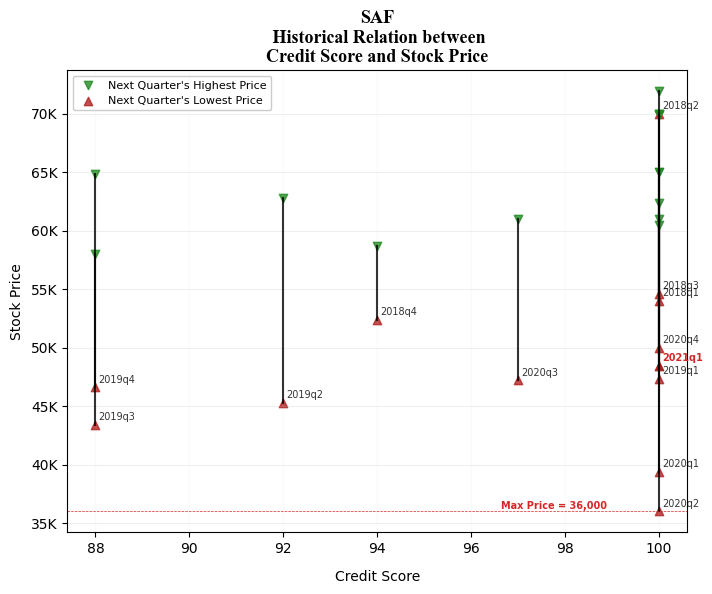 SAF
Historical Relation between
Credit Score and Stock Price
Next Quarter's Highest Price
Next Quarter's Lowest Price
70K
65K
60K
55K
50K
45K
40K
35K
Stock Price
2018q2
2018q3
2018q1
2018q4
2020q4
2021q1
2019q1
2020q3
2019q4
2019q2
2019q3
2020q1
2020q2
Max Price = 36,000
88
90
92
94
96
98
100
Credit Score